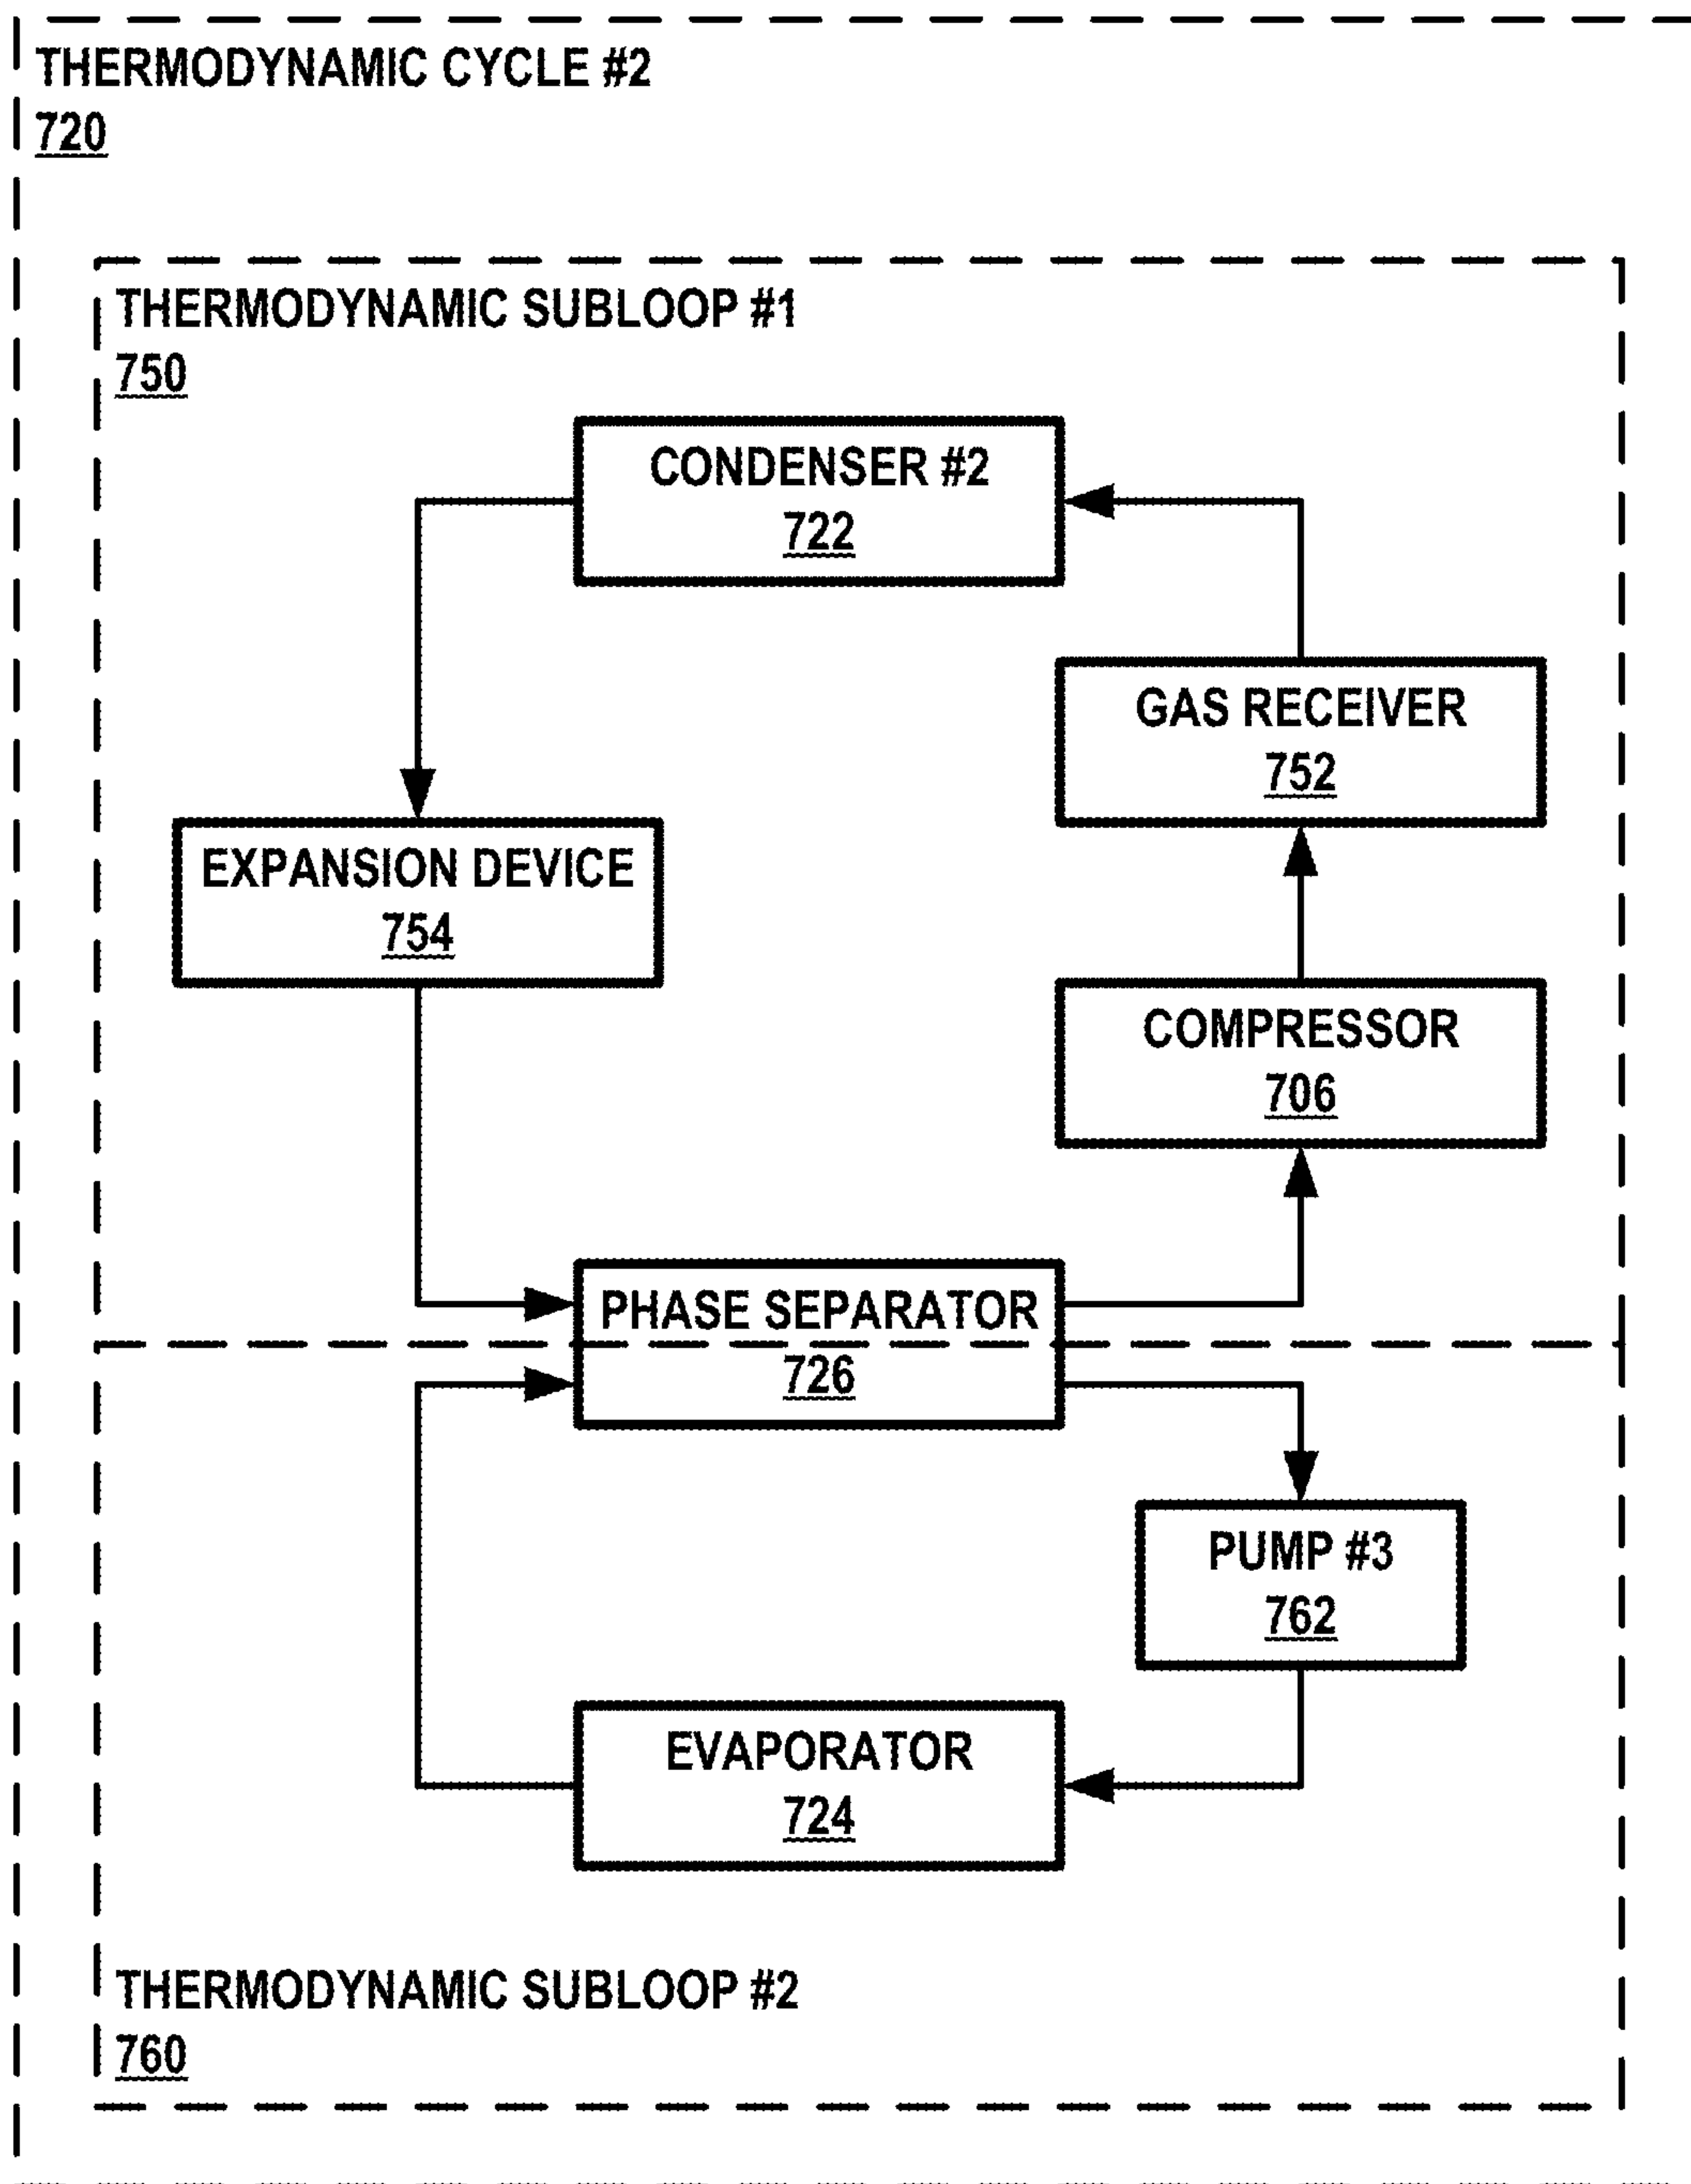 THERMODYNAMIC CYCLE #2
720
THERMODYNAMIC SUBLOOP #1
750
CONDENSER #2
722
GAS RECEIVER
752
EXPANSION DEVICE
754
COMPRESSOR
706
PHASE SEPARATOR
726
PUMP #3
762
EVAPORATOR
724
THERMODYNAMIC SUBLOOP #2
760